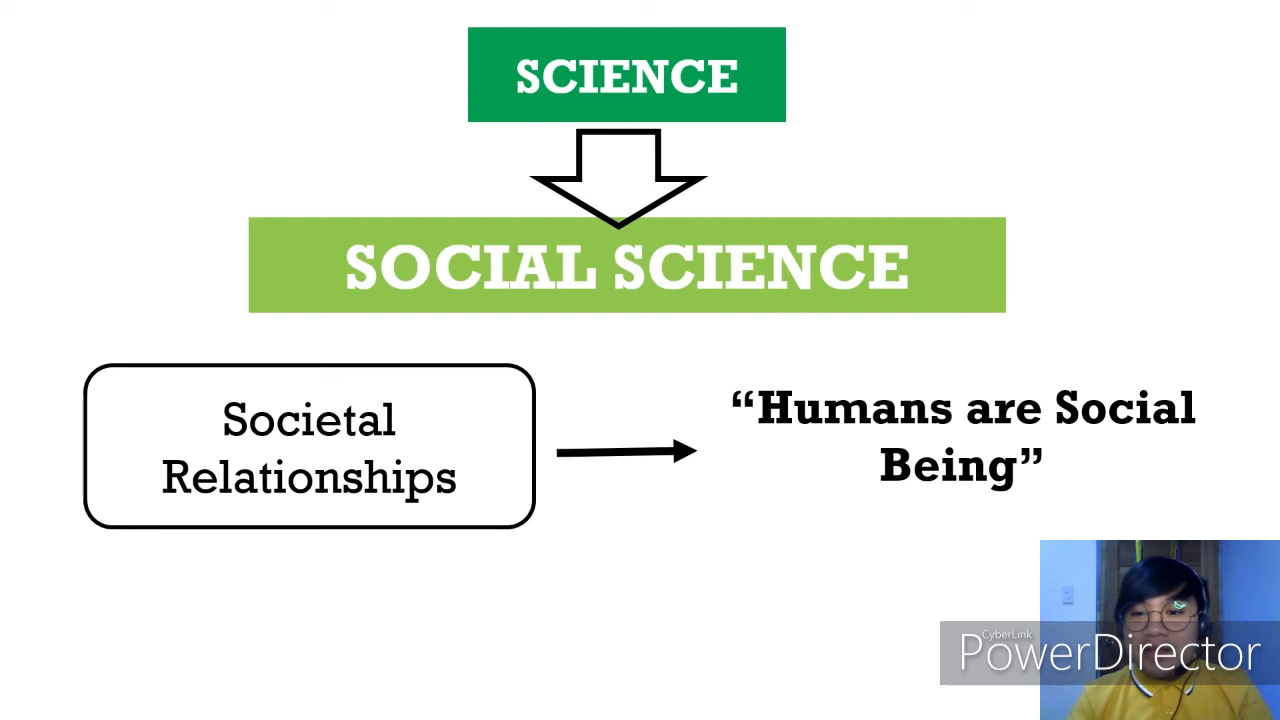 SCIENCE
SOCIAL SCIENCE
Societal
Relationships
“Humans are Social
Being”
CyberLink
PowerDirector